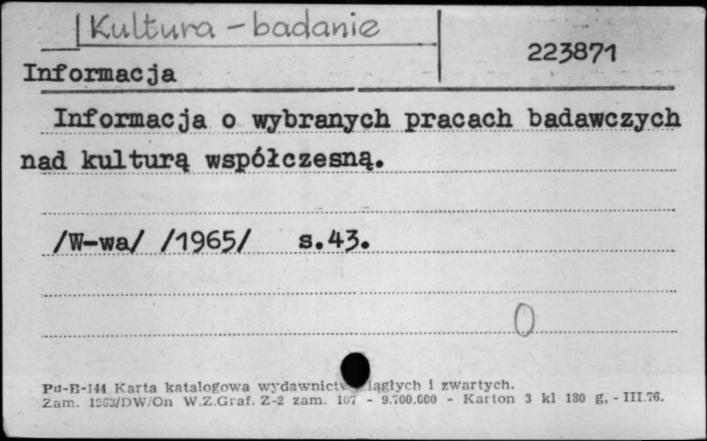 Kultura - badanie
223871
Informacja
Informacja o wybranych pracach badawczych
nad kulturą współczesną.
/W-wa/ /1965/ s.43.
0
Pu-B-144 Karta katalogowa wydawnictw ciągłych i zwartych.
Zam. DW/On W.Z.Graf. Z-2 zam. 107 - 9.700.000 - Karton 3 kl 180 g, - III.76.